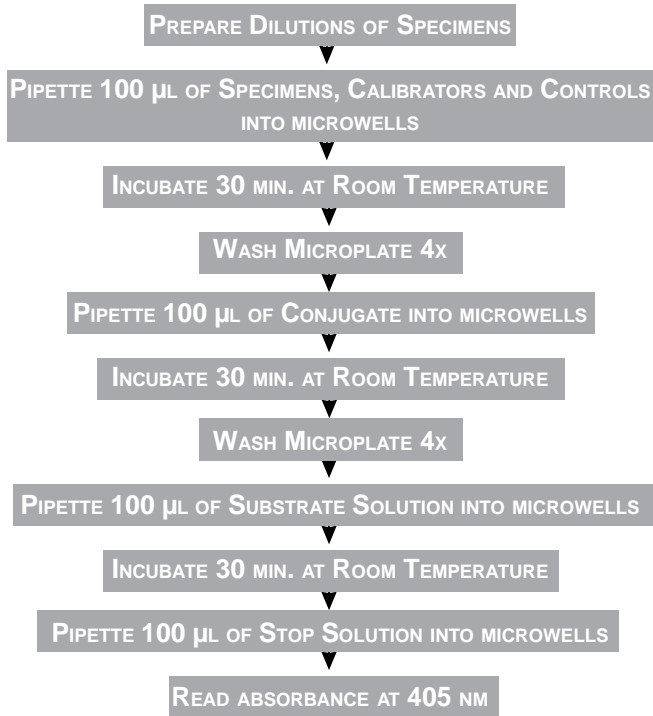 Prepare Dilutions of Specimens
Pipette 100 µl of Specimens, Calibrators and Controls
into microwells
Incubate 30 min. at Room Temperature
Wash Microplate 4x
Pipette 100 µl of Conjugate into microwells
Incubate 30 min. at Room Temperature
Wash Microplate 4x
Pipette 100 µl of Substrate Solution into microwells
Incubate 30 min. at Room Temperature
Pipette 100 µl of Stop Solution into microwells
Read absorbance at 405 nm